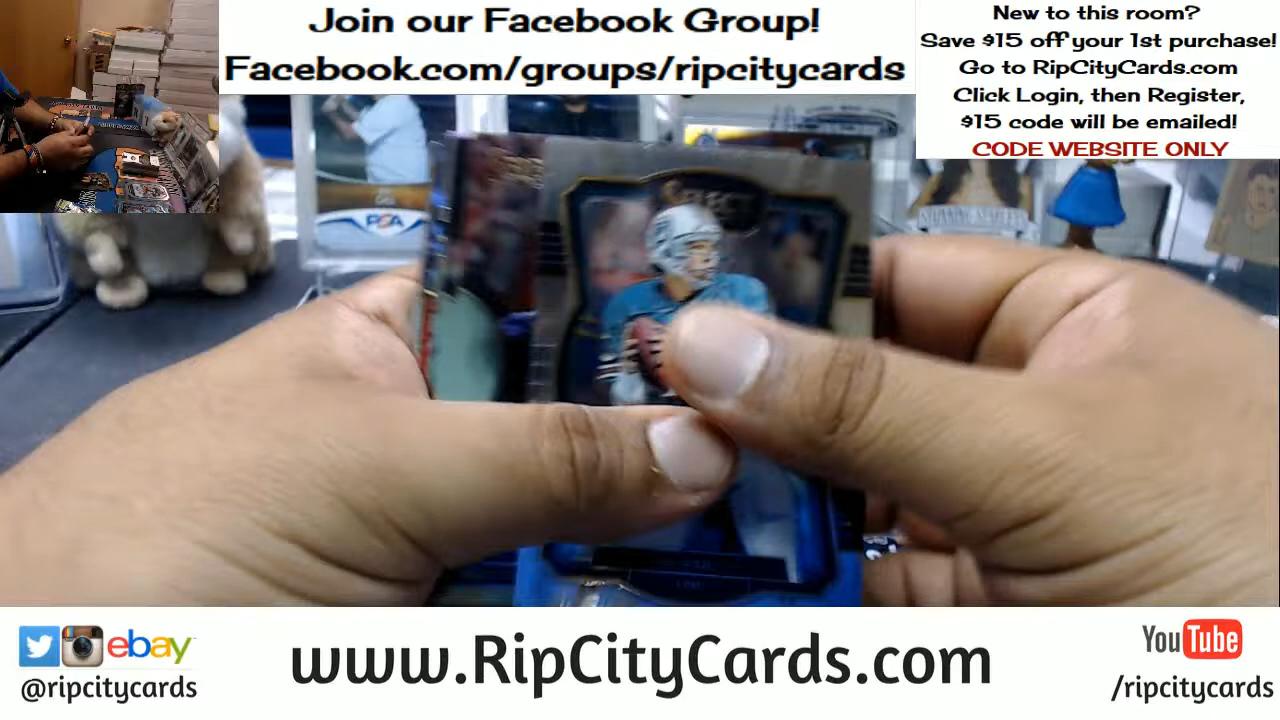 Join our Facebook Group!
Facebook.com/groups/ripcitycards
New to this room?
Save $15 off your 1st purchase!
Go to RipCityCards.com
Click Login, then Register,
$15 code will be emailed!
CODE WEBSITE ONLY
PSA
SELECT
ebay
@ripcitycards
www.RipCityCards.com
YouTube
/ripcitycards